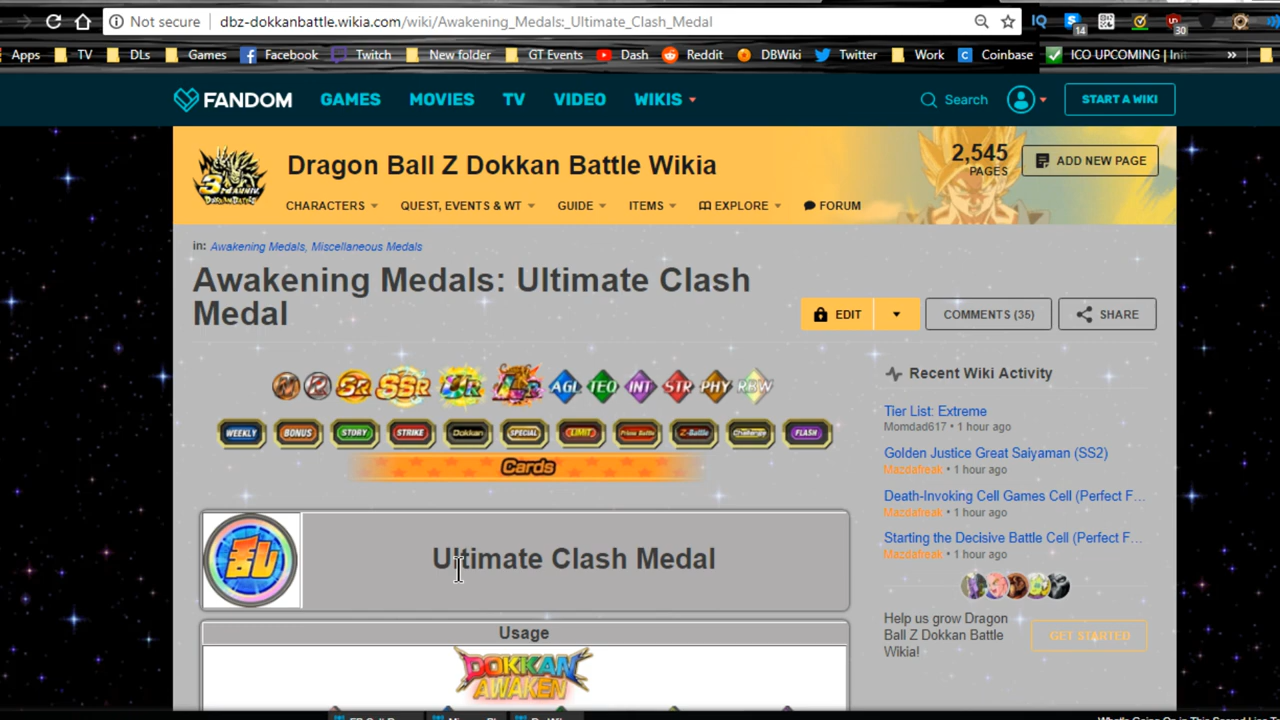 Not secure dbz-dokkanbattle.wikia.com/wiki/Awakening_Medals:_Ultimate_Clash_Medal IQ 14 30
Apps TV DLs Games Facebook Twitch New folder GT Events Dash Reddit DBWiki Twitter Work Coinbase ICO UPCOMING | Init »
FANDOM GAMES MOVIES TV VIDEO WIKIS Search START A WIKI
Dragon Ball Z Dokkan Battle Wikia
2,545
PAGES
ADD NEW PAGE
CHARACTERS QUEST, EVENTS & WT GUIDE ITEMS EXPLORE FORUM
in: Awakening Medals, Miscellaneous Medals
Awakening Medals: Ultimate Clash
Medal
EDIT COMMENTS (35) SHARE
N R SR SSR UR LR AGL TEQ INT STR PHY RBW
WEEKLY BONUS STORY STRIKE Dokkan SPECIAL LIMIT Prime Battle Z-Battle Challenge FLASH
Cards
乱 Ultimate Clash Medal
Usage
DOKKAN
AWAKEN
Recent Wiki Activity
Tier List: Extreme
Momdad617 • 1 hour ago
Golden Justice Great Saiyaman (SS2)
Mazdafreak • 1 hour ago
Death-Invoking Cell Games Cell (Perfect F...
Mazdafreak • 1 hour ago
Starting the Decisive Battle Cell (Perfect F...
Mazdafreak • 1 hour ago
Help us grow Dragon
Ball Z Dokkan Battle
Wikia!
GET STARTED